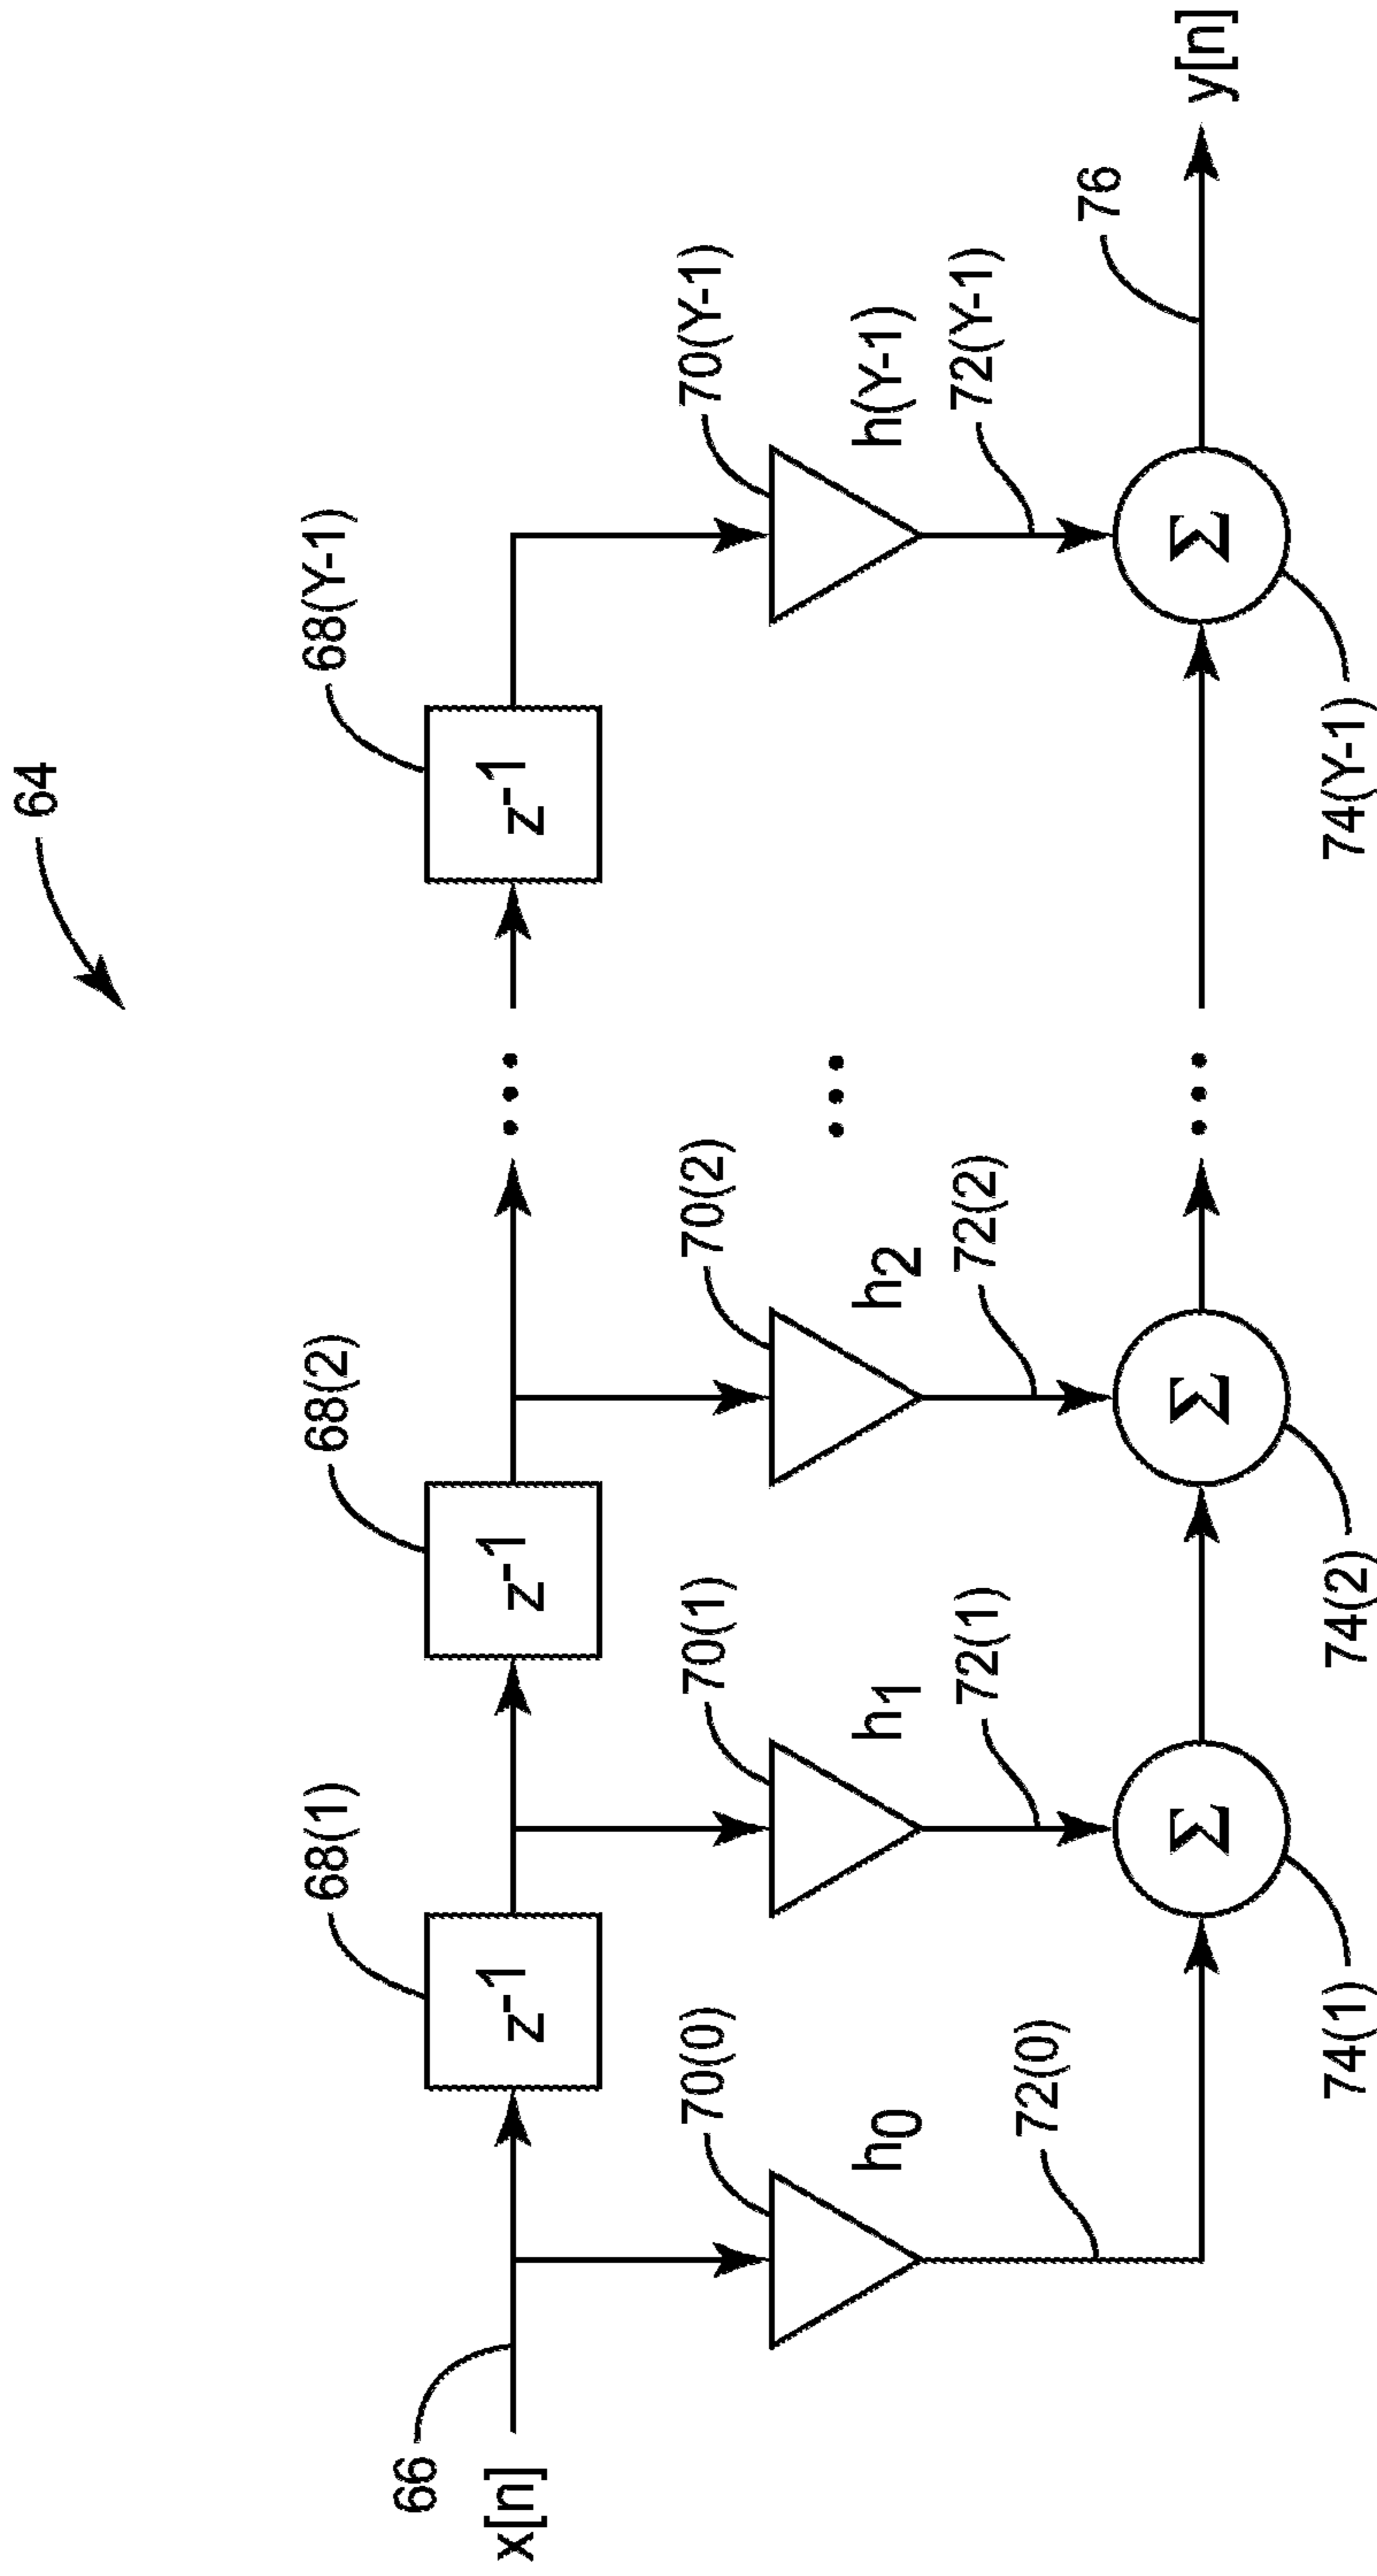 64
68(1)
68(2)
68(Y-1)
66
x[n]
z-1
z-1
z-1
70(0)
70(1)
70(2)
70(Y-1)
h0
h1
h2
h(Y-1)
72(0)
72(1)
72(2)
72(Y-1)
76
Σ
Σ
Σ
y[n]
74(1)
74(2)
74(Y-1)